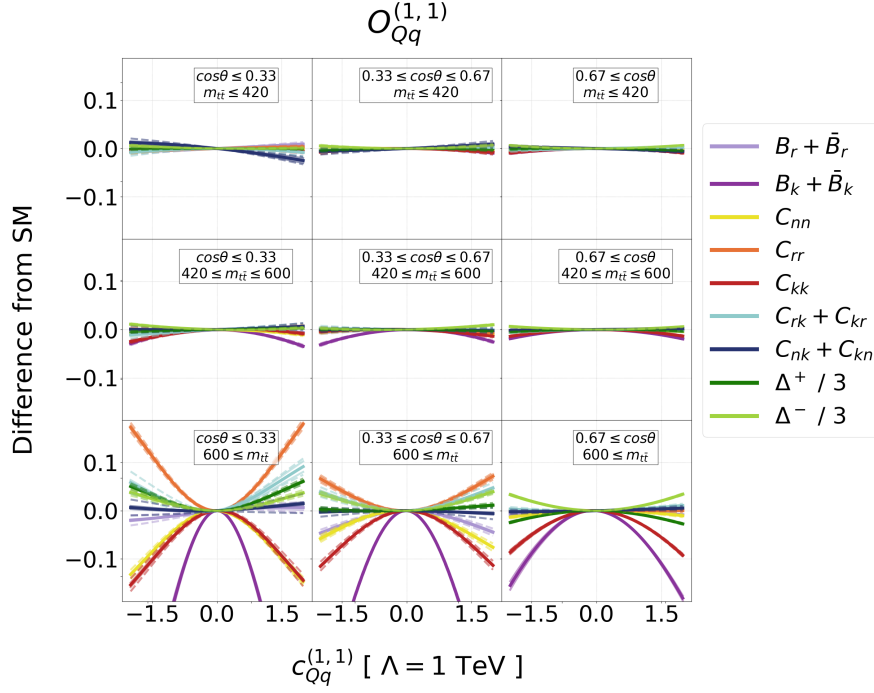 O_{Qq}^{(1, 1)}
Difference from SM
cosθ ≤ 0.33
m_{tt̄} ≤ 420
0.33 ≤ cosθ ≤ 0.67
m_{tt̄} ≤ 420
0.67 ≤ cosθ
m_{tt̄} ≤ 420
0.1
0.0
−0.1
cosθ ≤ 0.33
420 ≤ m_{tt̄} ≤ 600
0.33 ≤ cosθ ≤ 0.67
420 ≤ m_{tt̄} ≤ 600
0.67 ≤ cosθ
420 ≤ m_{tt̄} ≤ 600
0.1
0.0
−0.1
cosθ ≤ 0.33
600 ≤ m_{tt̄}
0.33 ≤ cosθ ≤ 0.67
600 ≤ m_{tt̄}
0.67 ≤ cosθ
600 ≤ m_{tt̄}
0.1
0.0
−0.1
−1.5 0.0 1.5 −1.5 0.0 1.5 −1.5 0.0 1.5
c_{Qq}^{(1, 1)} [ Λ = 1 TeV ]
B_r + B̄_r
B_k + B̄_k
C_{nn}
C_{rr}
C_{kk}
C_{rk} + C_{kr}
C_{nk} + C_{kn}
Δ⁺ / 3
Δ⁻ / 3